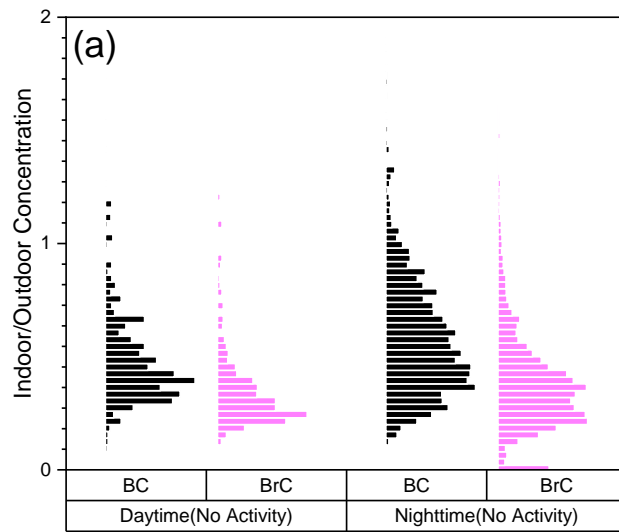 (a)
2
1
0
Indoor/Outdoor Concentration
BC BrC BC BrC
Daytime(No Activity) Nighttime(No Activity)